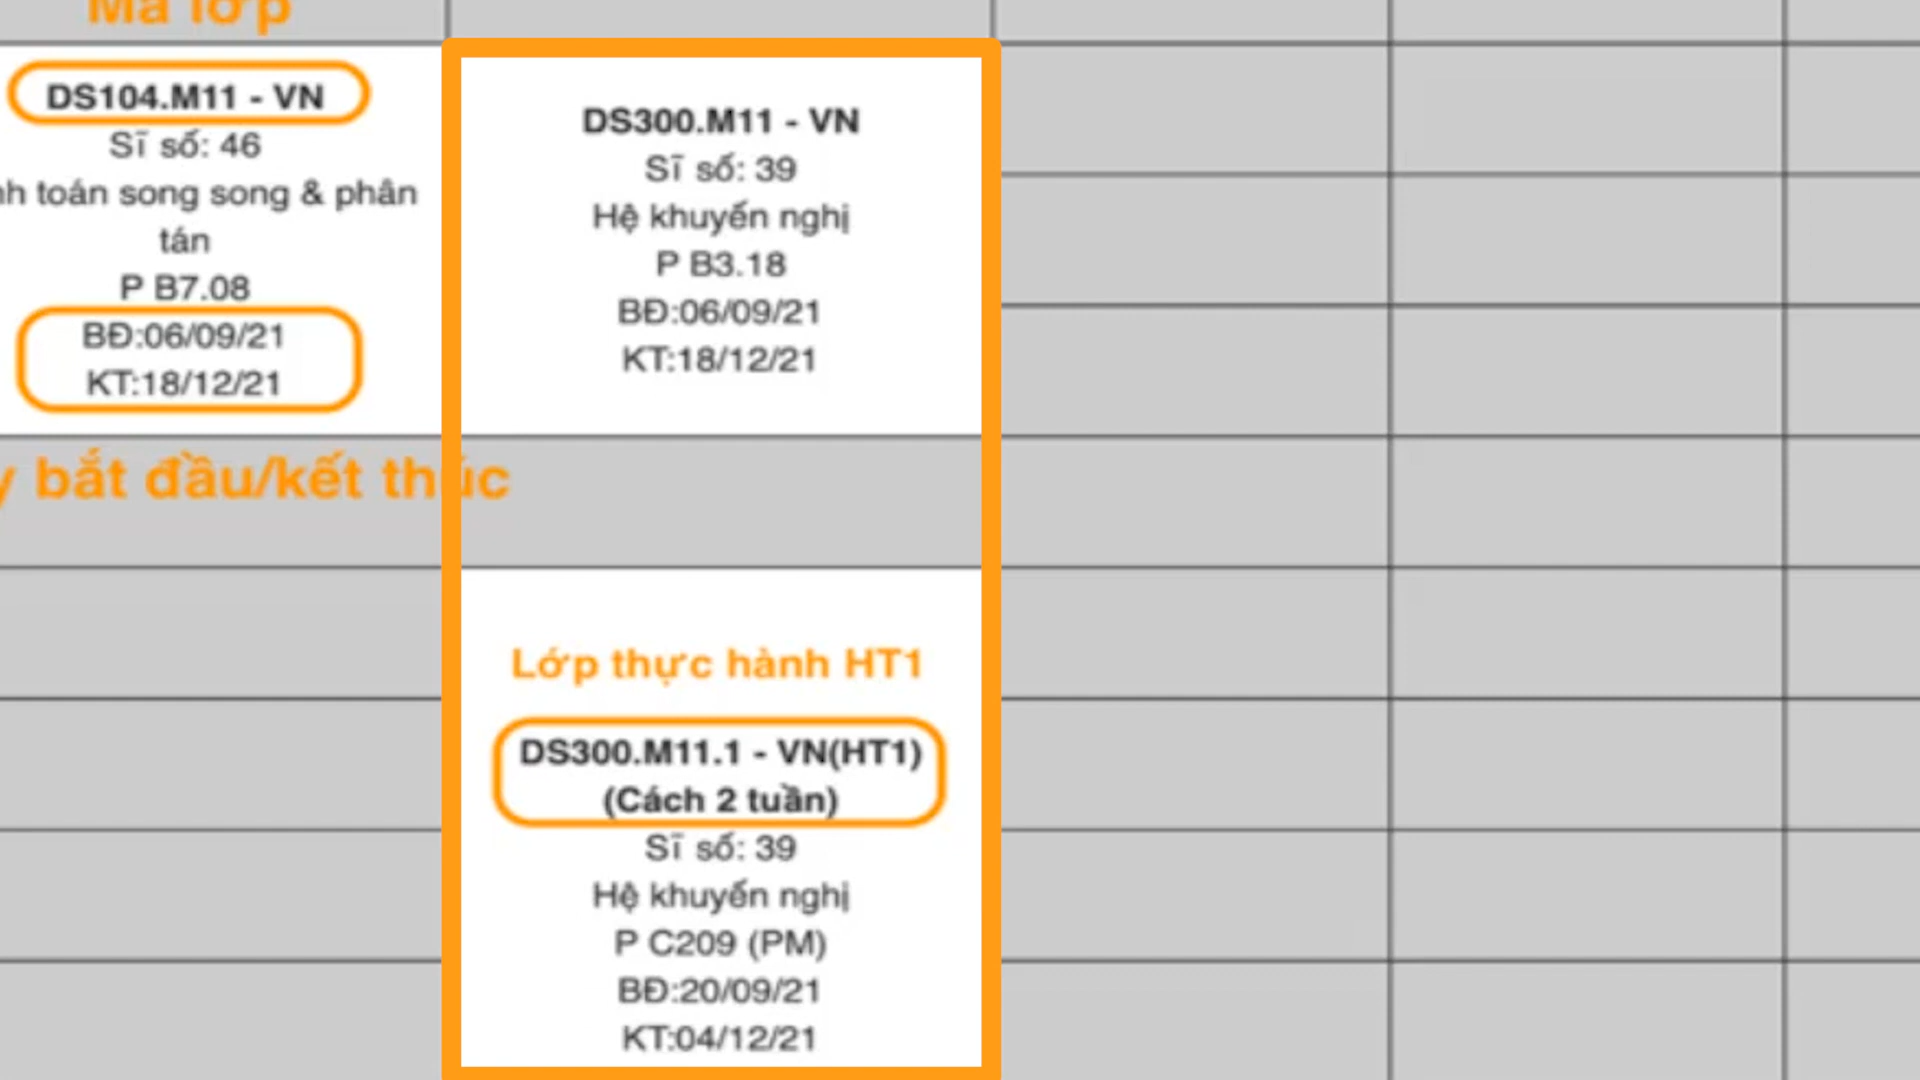 Mã lớp
DS104.M11 - VN
Sĩ số: 46
toán song song & phân
tán
P B7.08
BĐ:06/09/21
KT:18/12/21
bắt đầu/kết thúc
DS300.M11 - VN
Sĩ số: 39
Hệ khuyến nghị
P B3.18
BĐ:06/09/21
KT:18/12/21
Lớp thực hành HT1
DS300.M11.1 - VN(HT1)
(Cách 2 tuần)
Sĩ số: 39
Hệ khuyến nghị
P C209 (PM)
BĐ:20/09/21
KT:04/12/21